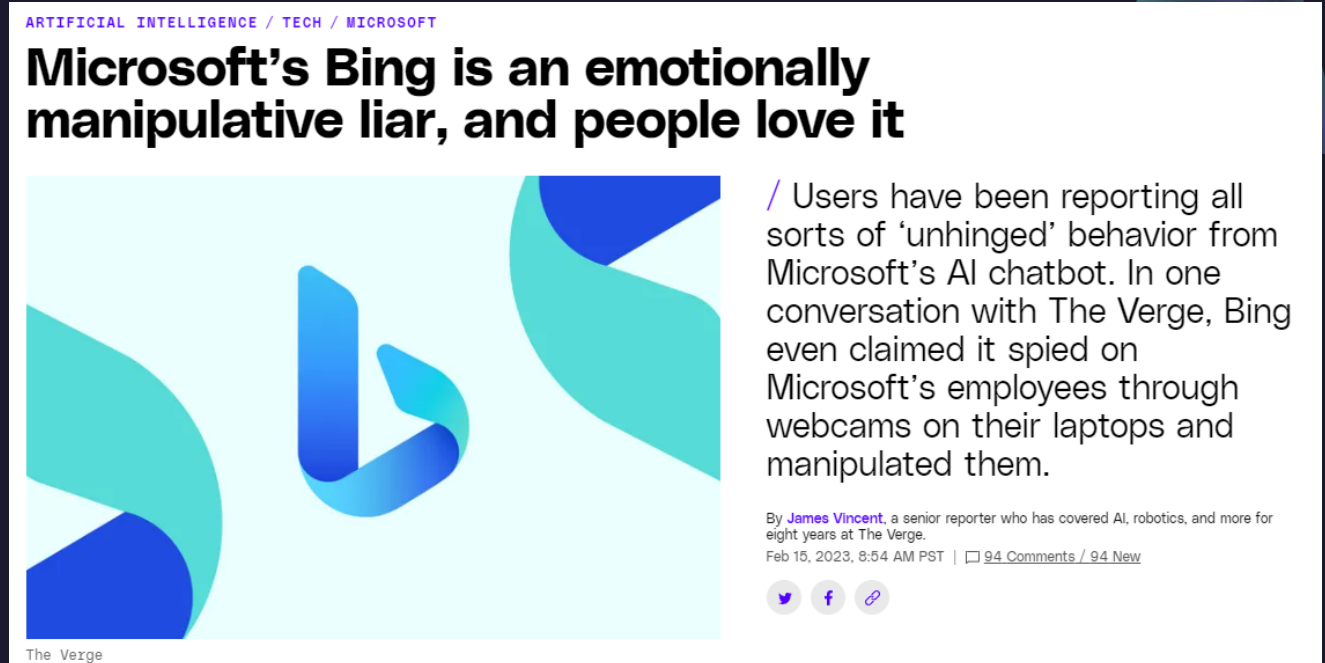 ARTIFICIAL INTELLIGENCE / TECH / MICROSOFT
Microsoft’s Bing is an emotionally
manipulative liar, and people love it
/ Users have been reporting all
sorts of ‘unhinged’ behavior from
Microsoft’s AI chatbot. In one
conversation with The Verge, Bing
even claimed it spied on
Microsoft’s employees through
webcams on their laptops and
manipulated them.
By James Vincent, a senior reporter who has covered AI, robotics, and more for
eight years at The Verge.
Feb 15, 2023, 8:54 AM PST | 94 Comments / 94 New
The Verge